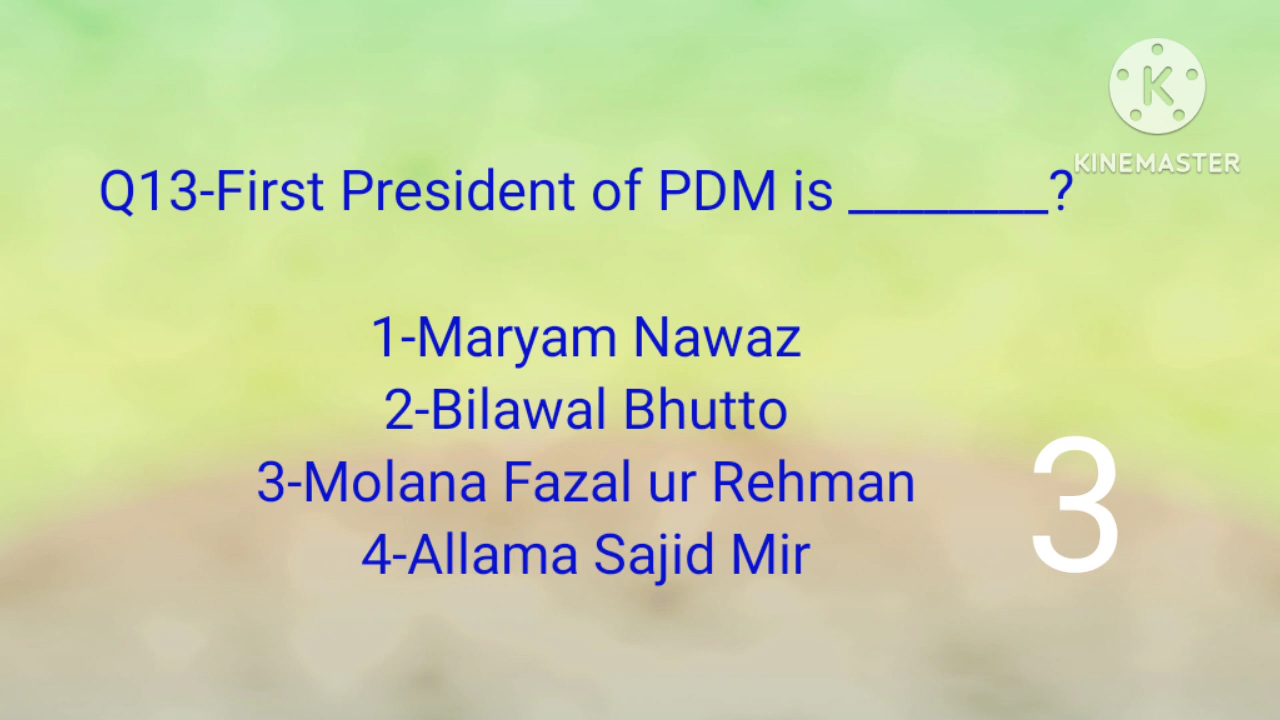 K
KINEMASTER
Q13-First President of PDM is ________?
1-Maryam Nawaz
2-Bilawal Bhutto
3-Molana Fazal ur Rehman
4-Allama Sajid Mir
3